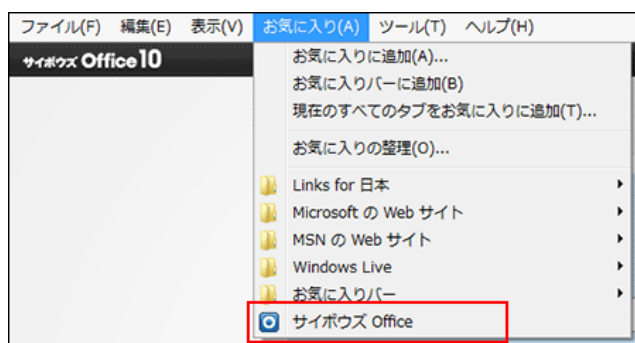 ファイル(F) 編集(E) 表示(V) お気に入り(A) ツール(T) ヘルプ(H)
サイボウズ Office 10
お気に入りに追加(A)...
お気に入りバーに追加(B)
現在のすべてのタブをお気に入りに追加(T)...
お気に入りの整理(O)...
Links for 日本
Microsoft の Web サイト
MSN の Web サイト
Windows Live
お気に入りバー
サイボウズ Office